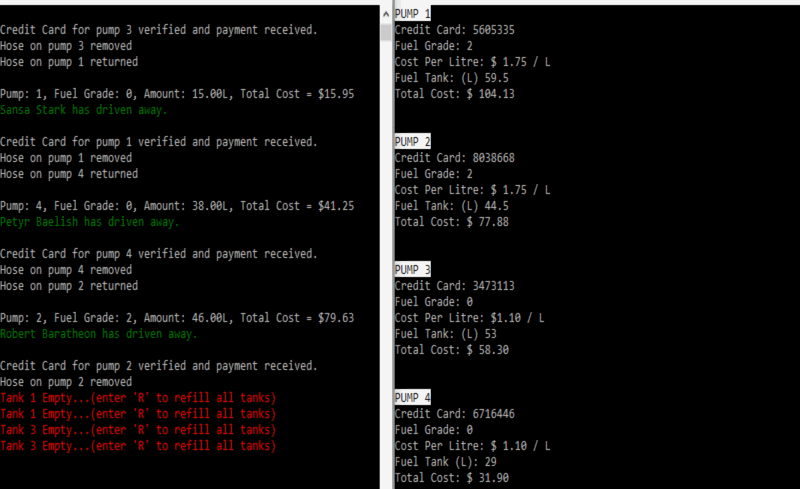 Credit Card for pump 3 verified and payment received.
Hose on pump 3 removed
Hose on pump 1 returned
Pump: 1, Fuel Grade: 0, Amount: 15.00L, Total Cost = $15.95
Sansa Stark has driven away.
Credit Card for pump 1 verified and payment received.
Hose on pump 1 removed
Hose on pump 4 returned
Pump: 4, Fuel Grade: 0, Amount: 38.00L, Total Cost = $41.25
Petyr Baelish has driven away.
Credit Card for pump 4 verified and payment received.
Hose on pump 4 removed
Hose on pump 2 returned
Pump: 2, Fuel Grade: 2, Amount: 46.00L, Total Cost = $79.63
Robert Baratheon has driven away.
Credit Card for pump 2 verified and payment received.
Hose on pump 2 removed
Tank 1 Empty...(enter 'R' to refill all tanks)
Tank 1 Empty...(enter 'R' to refill all tanks)
Tank 3 Empty...(enter 'R' to refill all tanks)
Tank 3 Empty...(enter 'R' to refill all tanks)
PUMP 1
Credit Card: 5605335
Fuel Grade: 2
Cost Per Litre: $ 1.75 / L
Fuel Tank: (L) 59.5
Total Cost: $ 104.13
PUMP 2
Credit Card: 8038668
Fuel Grade: 2
Cost Per Litre: $ 1.75 / L
Fuel Tank: (L) 44.5
Total Cost: $ 77.88
PUMP 3
Credit Card: 3473113
Fuel Grade: 0
Cost Per Litre: $1.10 / L
Fuel Tank: (L) 53
Total Cost: $ 58.30
PUMP 4
Credit Card: 6716446
Fuel Grade: 0
Cost Per Litre: $ 1.10 / L
Fuel Tank (L): 29
Total Cost: $ 31.90